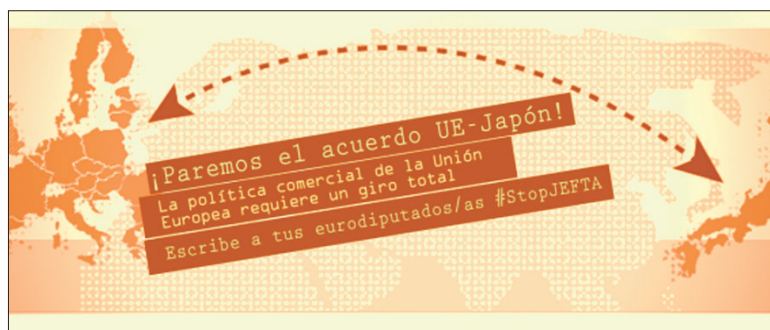 ¡Paremos el acuerdo UE-Japón!
La política comercial de la Unión
Europea requiere un giro total
Escribe a tus eurodiputados/as #StopJEFTA